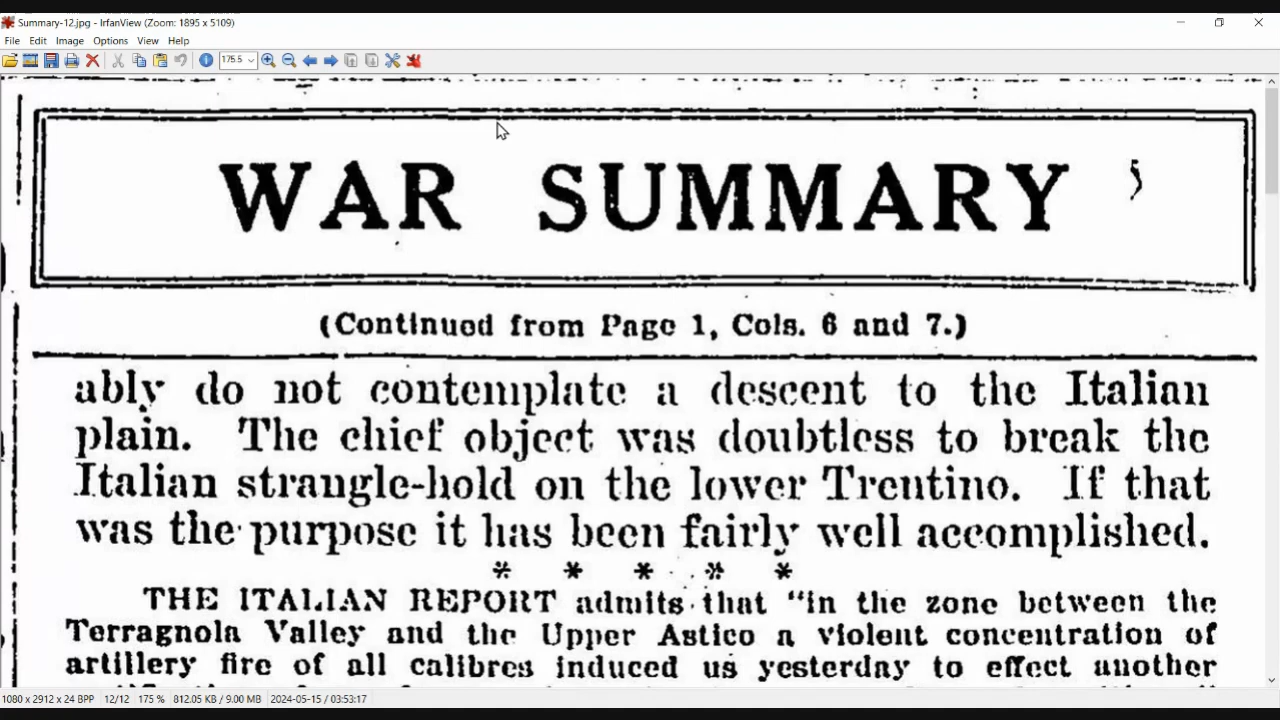 Summary-12.jpg - IrfanView (Zoom: 1895 x 5109)
File Edit Image Options View Help
175.5
WAR SUMMARY
(Continued from Page 1, Cols. 6 and 7.)
ably do not contemplate a descent to the Italian
plain. The chief object was doubtless to break the
Italian strangle-hold on the lower Trentino. If that
was the purpose it has been fairly well accomplished.
* * * * *
THE ITALIAN REPORT admits that "in the zone between the
Terragnola Valley and the Upper Astico a violent concentration of
artillery fire of all calibres induced us yesterday to effect another
1080 x 2912 x 24 BPP 12/12 175 % 812.05 KB / 9.00 MB 2024-05-15 / 03:53:17